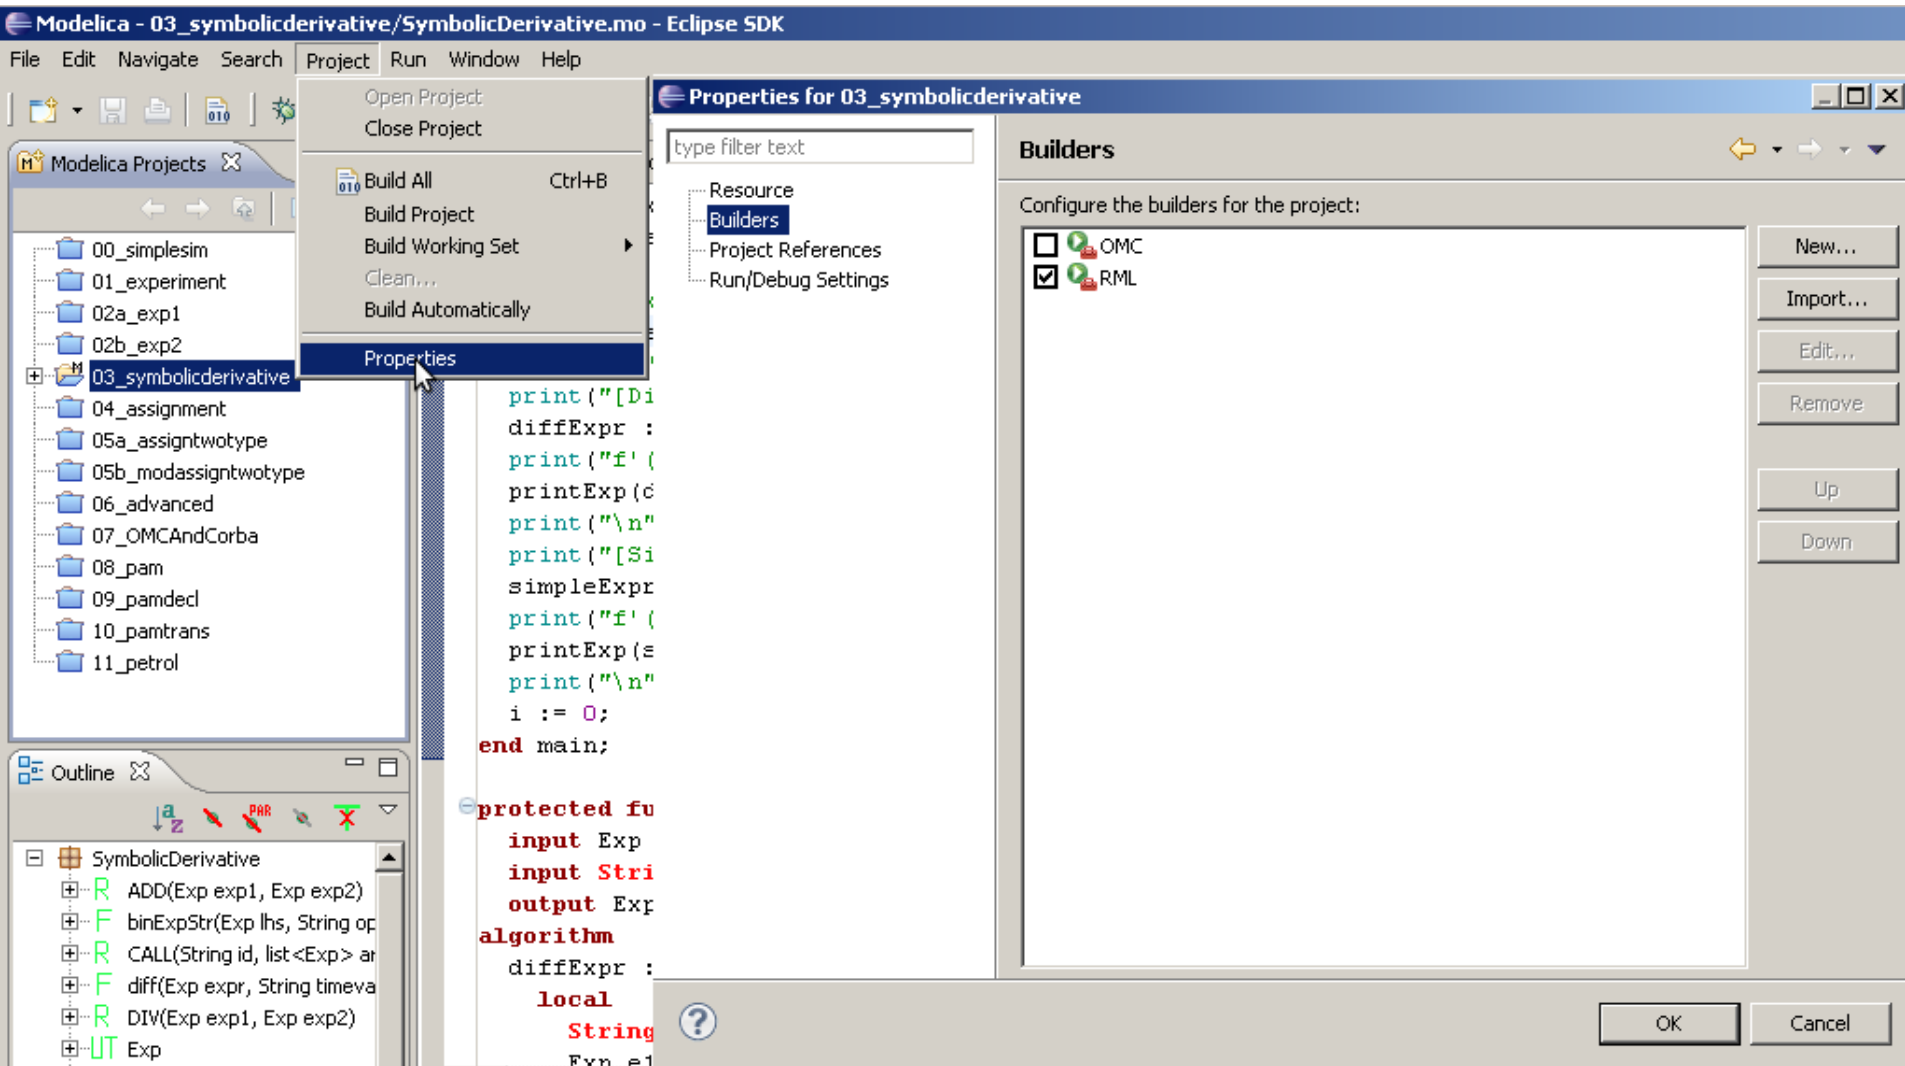 Modelica - 03_symbolicderivative/SymbolicDerivative.mo - Eclipse SDK
File Edit Navigate Search Project Run Window Help
Open Project
Close Project
Build All Ctrl+B
Build Project
Build Working Set
Clean...
Build Automatically
Properties
Modelica Projects
00_simplesim
01_experiment
02a_exp1
02b_exp2
03_symbolicderivative
04_assignment
05a_assigntwotype
05b_modassigntwotype
06_advanced
07_OMCAndCorba
08_pam
09_pamdecl
10_pamtrans
11_petrol
Outline
SymbolicDerivative
R ADD(Exp exp1, Exp exp2)
F binExpStr(Exp lhs, String op
R CALL(String id, list<Exp> ar
F diff(Exp expr, String timeva
R DIV(Exp exp1, Exp exp2)
UT Exp
print("[Di
diffExpr :
print("f'(
printExp(d
print("\n"
print("[Si
simpleExpr
print("f'(
printExp(s
print("\n"
i := 0;
end main;
protected fu
input Exp
input Stri
output Exp
algorithm
diffExpr :
local
String
Exp e1
Properties for 03_symbolicderivative
type filter text
Resource
Builders
Project References
Run/Debug Settings
Builders
Configure the builders for the project:
OMC
RML
New...
Import...
Edit...
Remove
Up
Down
OK
Cancel